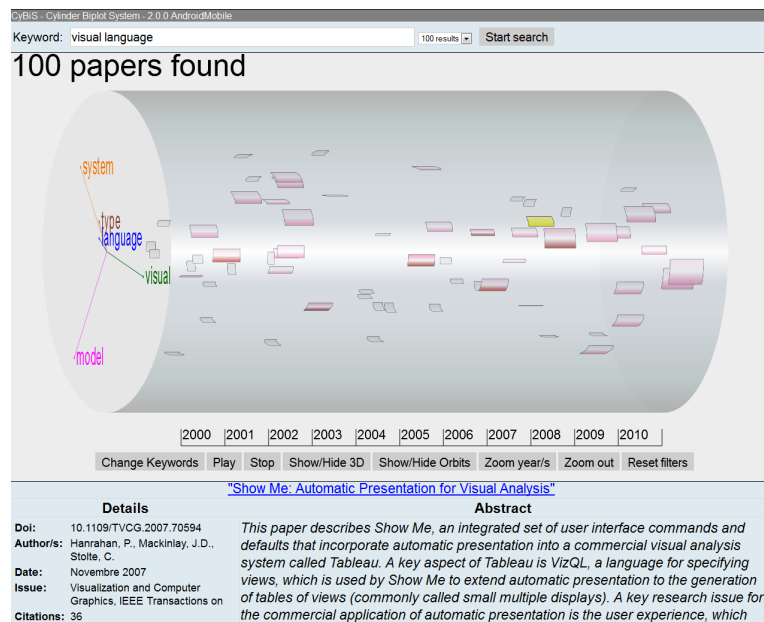 CyBiS - Cylinder Biplot System - 2.0.0 AndroidMobile
Keyword: visual language 100 results Start search
100 papers found
system
type
language
visual
model
2000 2001 2002 2003 2004 2005 2006 2007 2008 2009 2010
Change Keywords Play Stop Show/Hide 3D Show/Hide Orbits Zoom year/s Zoom out Reset filters
"Show Me: Automatic Presentation for Visual Analysis"
Details
Doi: 10.1109/TVCG.2007.70594
Author/s: Hanrahan, P., Mackinlay, J.D.,
Stolte, C.
Date: Novembre 2007
Issue: Visualization and Computer
Graphics, IEEE Transactions on
Citations: 36
Abstract
This paper describes Show Me, an integrated set of user interface commands and
defaults that incorporate automatic presentation into a commercial visual analysis
system called Tableau. A key aspect of Tableau is VizQL, a language for specifying
views, which is used by Show Me to extend automatic presentation to the generation
of tables of views (commonly called small multiple displays). A key research issue for
the commercial application of automatic presentation is the user experience, which